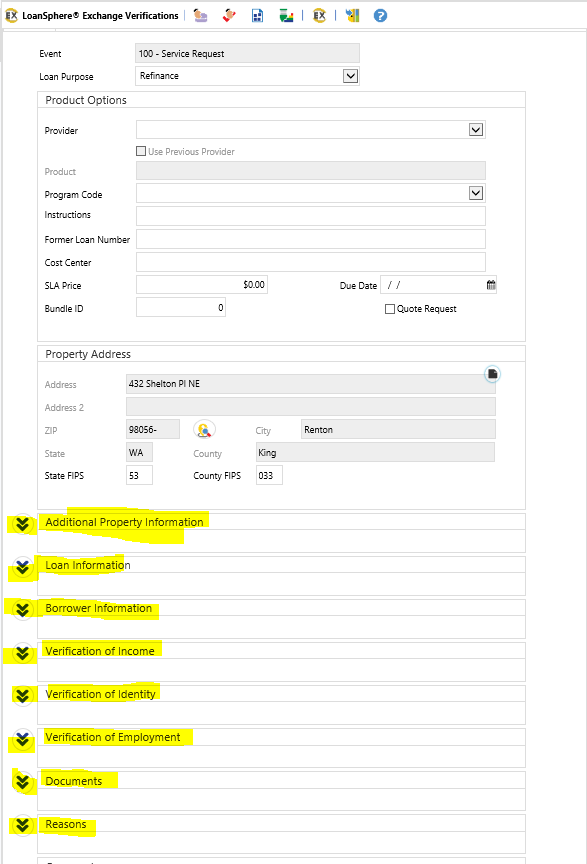 EX LoanSphere® Exchange Verifications EX ?
Event 100 - Service Request
Loan Purpose Refinance
Product Options
Provider
Use Previous Provider
Product
Program Code
Instructions
Former Loan Number
Cost Center
SLA Price $0.00 Due Date / /
Bundle ID 0 Quote Request
Property Address
Address 432 Shelton Pl NE
Address 2
ZIP 98056- City Renton
State WA County King
State FIPS 53 County FIPS 033
Additional Property Information
Loan Information
Borrower Information
Verification of Income
Verification of Identity
Verification of Employment
Documents
Reasons